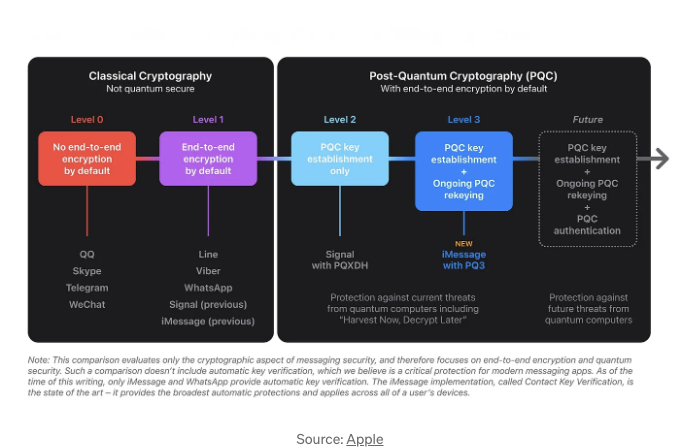 Classical Cryptography
Not quantum secure
Post-Quantum Cryptography (PQC)
With end-to-end encryption by default
Level 0
No end-to-end
encryption
by default
QQ
Skype
Telegram
WeChat
Level 1
End-to-end
encryption
by default
Line
Viber
WhatsApp
Signal (previous)
iMessage (previous)
Level 2
PQC key
establishment
only
Signal
with PQXDH
Level 3
PQC key
establishment
+
Ongoing PQC
rekeying
NEW
iMessage
with PQ3
Protection against current threats
from quantum computers including
“Harvest Now, Decrypt Later”
Future
PQC key
establishment
+
Ongoing PQC
rekeying
+
PQC
authentication
Protection against
future threats from
quantum computers
Note: This comparison evaluates only the cryptographic aspect of messaging security, and therefore focuses on end-to-end encryption and quantum
security. Such a comparison doesn't include automatic key verification, which we believe is a critical protection for modern messaging apps. As of the
time of this writing, only iMessage and WhatsApp provide automatic key verification. The iMessage implementation, called Contact Key Verification, is
the state of the art – it provides the broadest automatic protections and applies across all of a user's devices.
Source: Apple